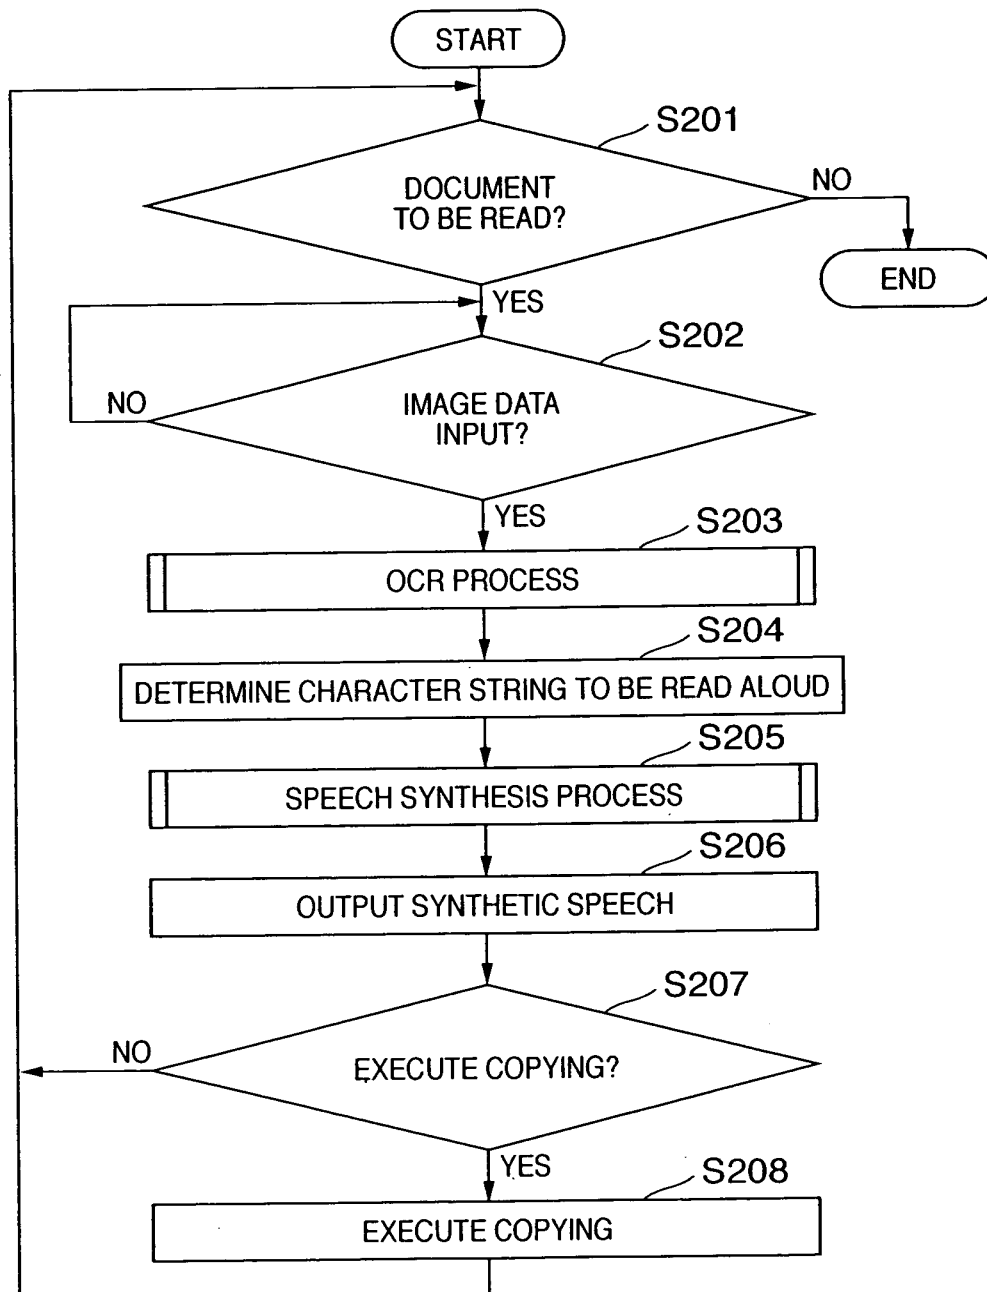 START
S201
DOCUMENT
TO BE READ?
NO
END
YES
S202
NO
IMAGE DATA
INPUT?
YES
S203
OCR PROCESS
S204
DETERMINE CHARACTER STRING TO BE READ ALOUD
S205
SPEECH SYNTHESIS PROCESS
S206
OUTPUT SYNTHETIC SPEECH
S207
NO
EXECUTE COPYING?
YES
S208
EXECUTE COPYING